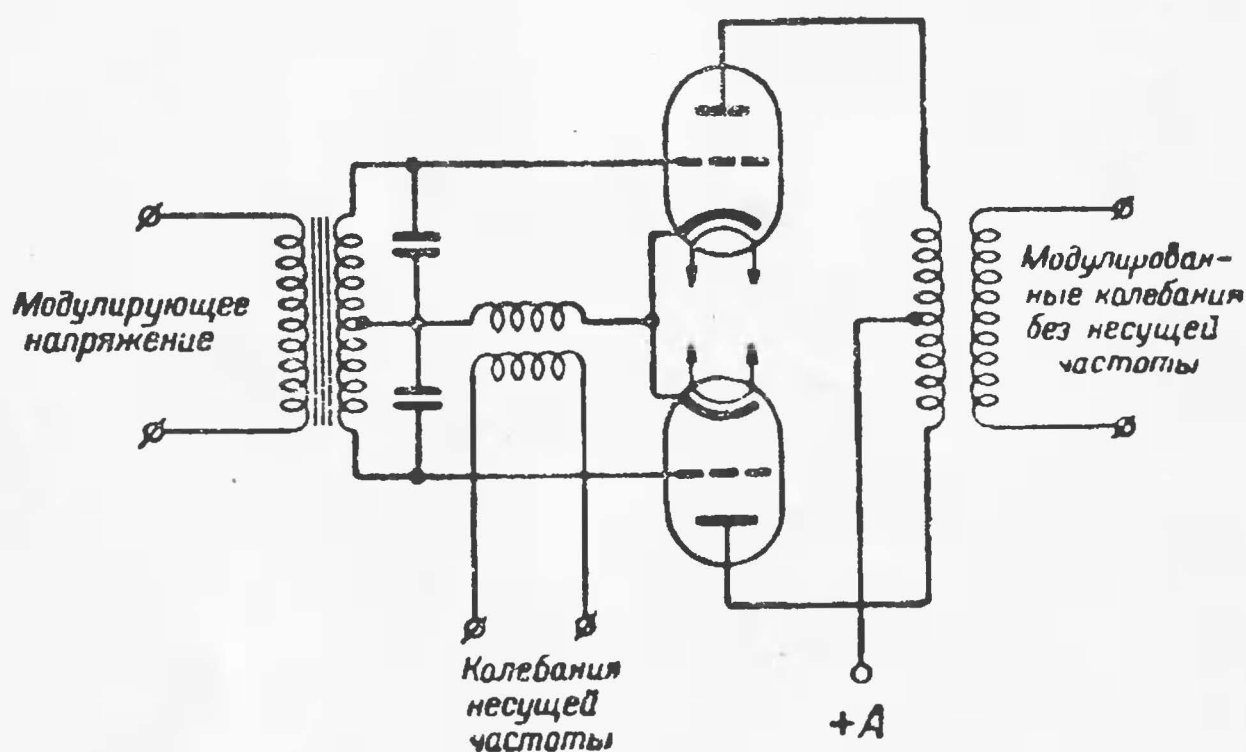 Модулирующее
напряжение
Модулирован-
ные колебания
без несущей
частоты
Колебания
несущей
частоты
+А